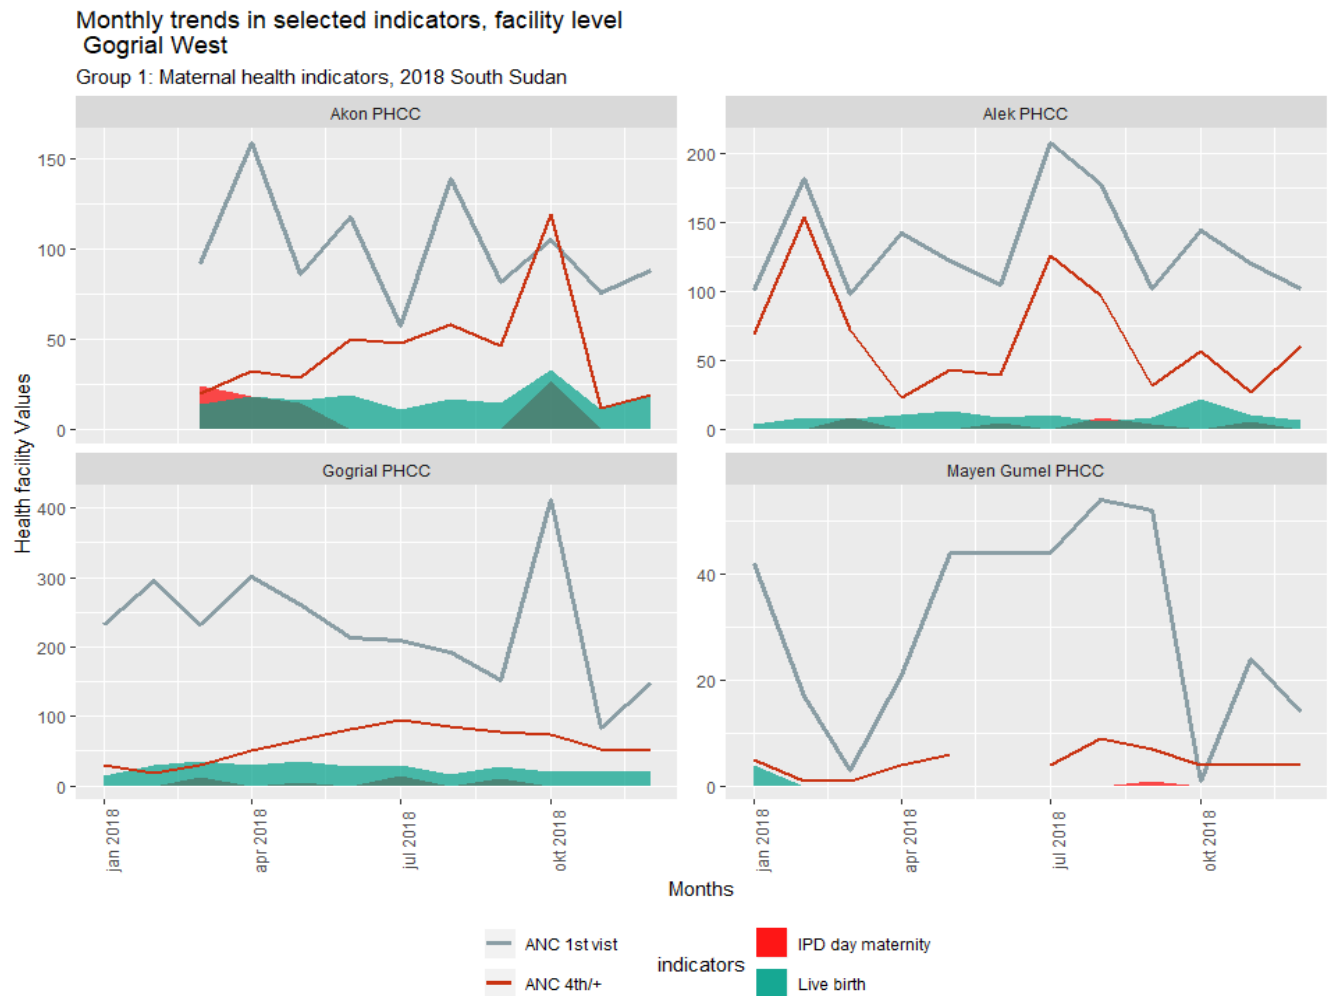 Monthly trends in selected indicators, facility level
Gogrial West
Group 1: Maternal health indicators, 2018 South Sudan
Akon PHCC
Alek PHCC
150
100
50
0
200
150
100
50
0
Health facility Values
Gogrial PHCC
Mayen Gumel PHCC
400
300
200
100
0
40
20
0
jan 2018
apr 2018
jul 2018
okt 2018
jan 2018
apr 2018
jul 2018
okt 2018
Months
indicators
ANC 1st vist
ANC 4th/+
IPD day maternity
Live birth